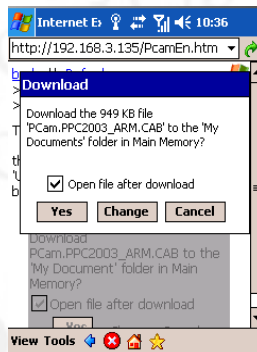 Internet Ex 10:36
http://192.168.3.135/PcamEn.htm
Download
Download the 949 KB file
'PCam.PPC2003_ARM.CAB' to the 'My
Documents' folder in Main Memory?
Open file after download
Yes Change Cancel
Download
PCam.PPC2003_ARM.CAB to the
'My Document' folder in Main
Memory?
Open file after download
Yes
View Tools